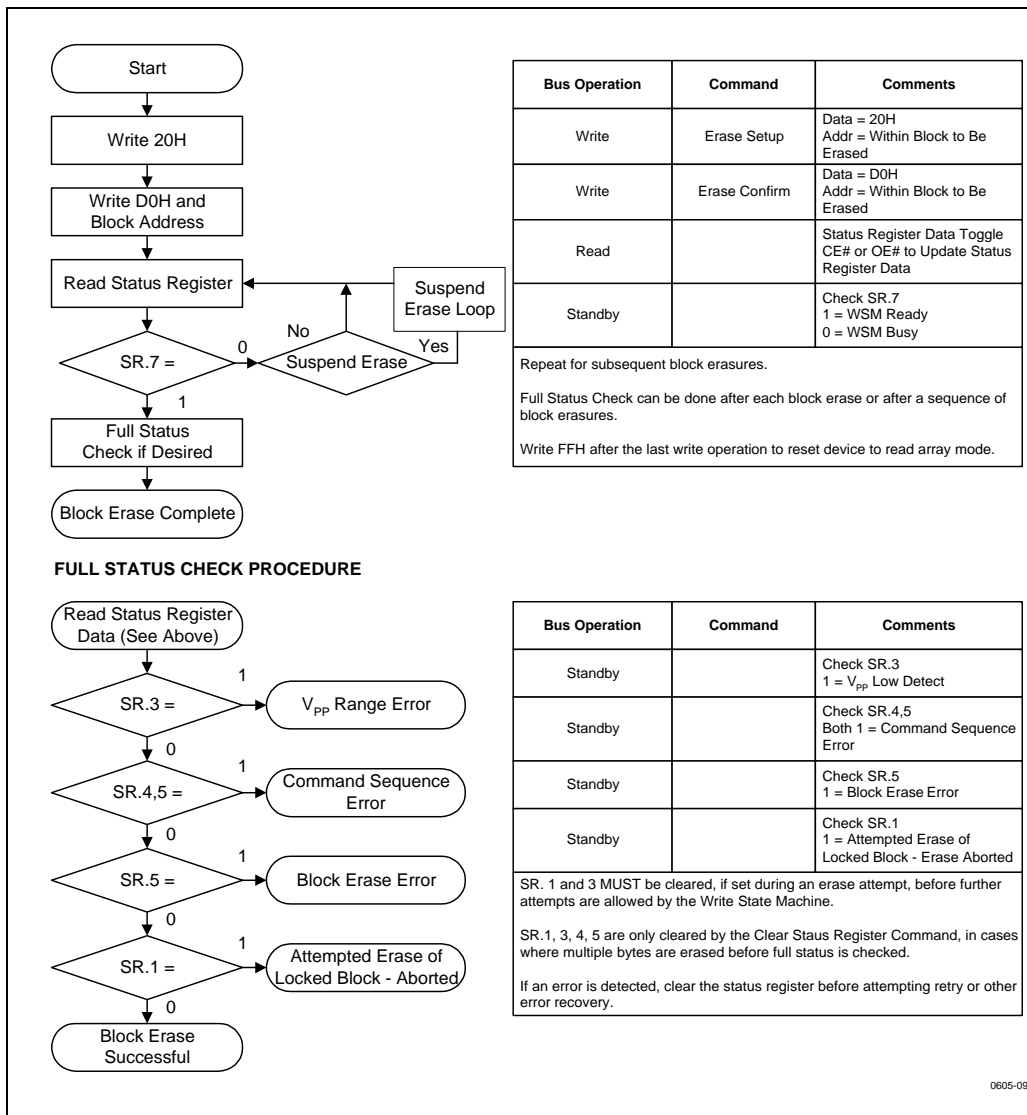 Start
Write 20H
Write D0H and
Block Address
Read Status Register
Suspend
Erase Loop
No
Yes
SR.7 =
0
Suspend Erase
1
Full Status
Check if Desired
Block Erase Complete
Bus Operation Command Comments
Write Erase Setup Data = 20H
Addr = Within Block to Be
Erased
Write Erase Confirm Data = D0H
Addr = Within Block to Be
Erased
Read Status Register Data Toggle
CE# or OE# to Update Status
Register Data
Standby Check SR.7
1 = WSM Ready
0 = WSM Busy
Repeat for subsequent block erasures.
Full Status Check can be done after each block erase or after a sequence of
block erasures.
Write FFH after the last write operation to reset device to read array mode.
FULL STATUS CHECK PROCEDURE
Read Status Register
Data (See Above)
SR.3 =
1
VPP Range Error
0
SR.4,5 =
1
Command Sequence
Error
0
SR.5 =
1
Block Erase Error
0
SR.1 =
1
Attempted Erase of
Locked Block - Aborted
0
Block Erase
Successful
Bus Operation Command Comments
Standby Check SR.3
1 = VPP Low Detect
Standby Check SR.4,5
Both 1 = Command Sequence
Error
Standby Check SR.5
1 = Block Erase Error
Standby Check SR.1
1 = Attempted Erase of
Locked Block - Erase Aborted
SR. 1 and 3 MUST be cleared, if set during an erase attempt, before further
attempts are allowed by the Write State Machine.
SR.1, 3, 4, 5 are only cleared by the Clear Staus Register Command, in cases
where multiple bytes are erased before full status is checked.
If an error is detected, clear the status register before attempting retry or other
error recovery.
0605-09